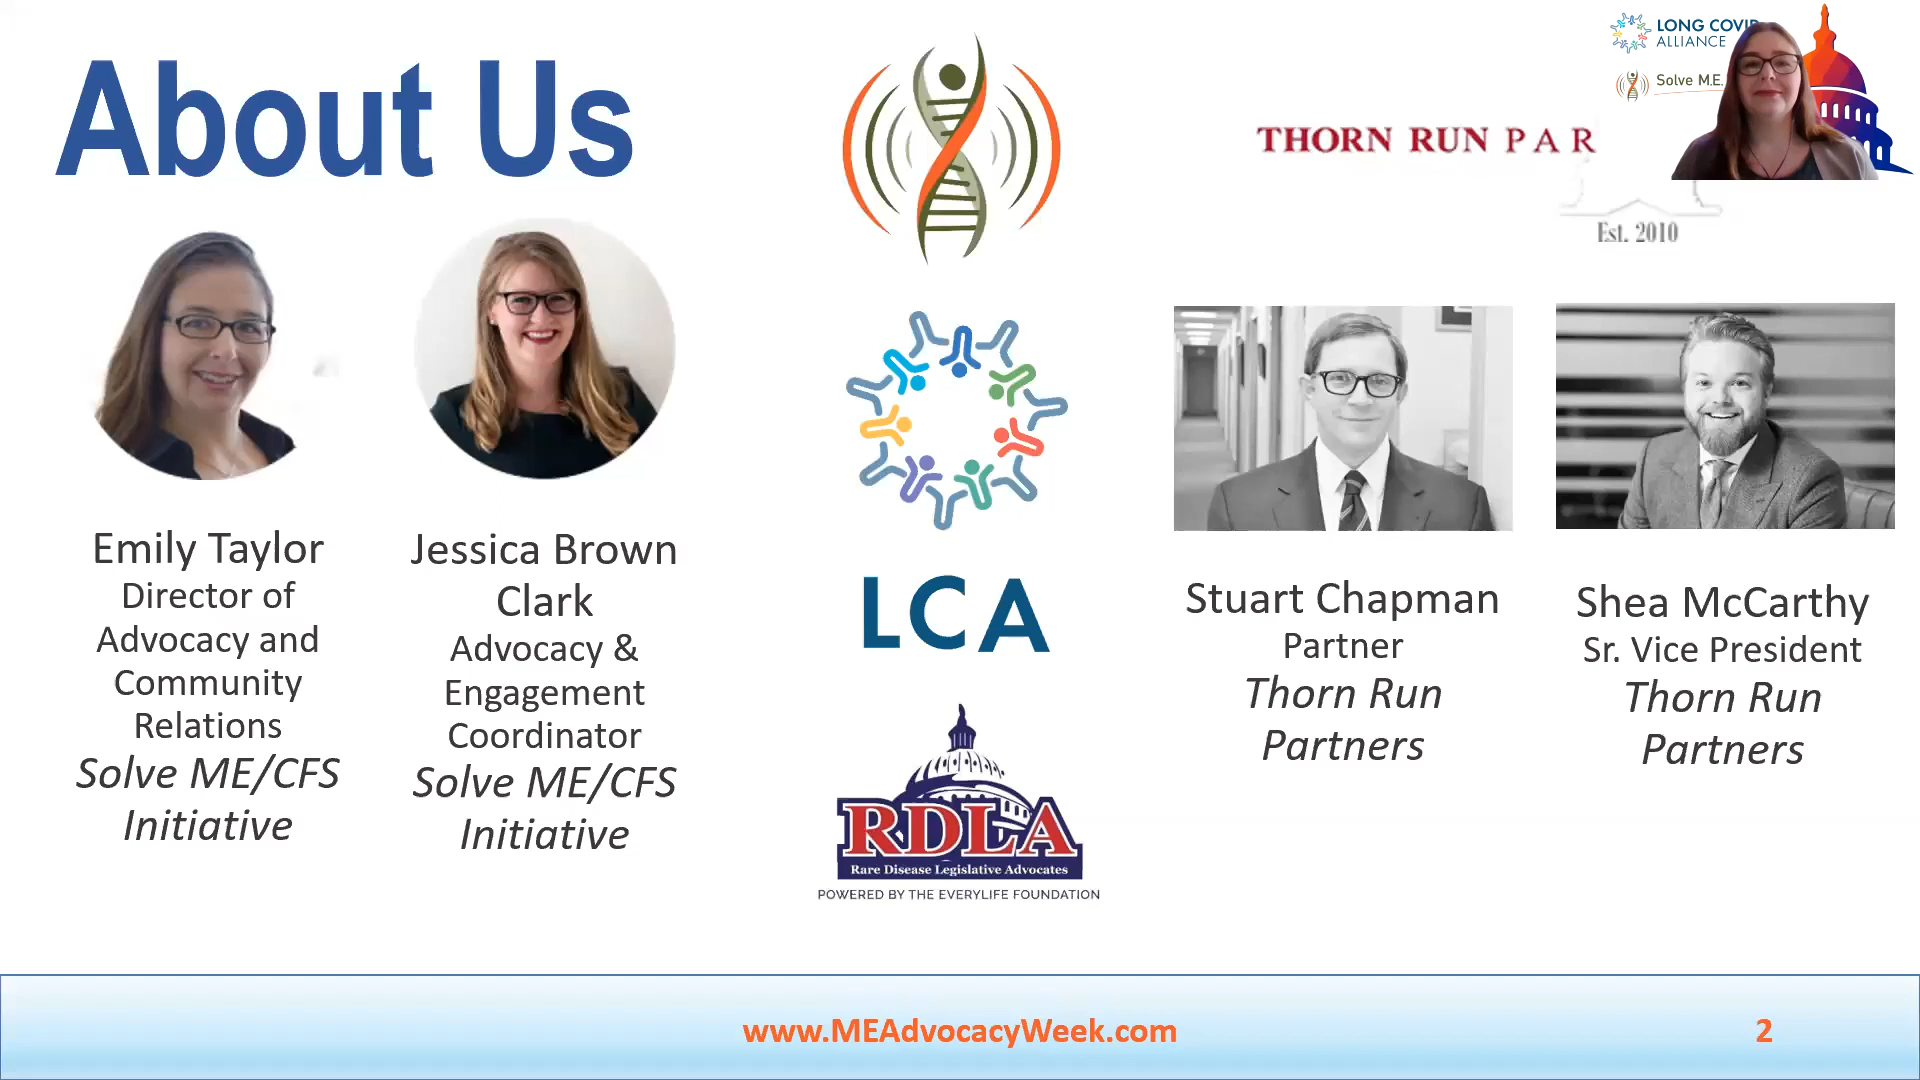 About Us
LONG COVID
ALLIANCE
Solve M.E.
THORN RUN PAR
Est. 2010
Emily Taylor
Director of
Advocacy and
Community
Relations
Solve ME/CFS
Initiative
Jessica Brown
Clark
Advocacy &
Engagement
Coordinator
Solve ME/CFS
Initiative
LCA
RDLA
Rare Disease Legislative Advocates
POWERED BY THE EVERYLIFE FOUNDATION
Stuart Chapman
Partner
Thorn Run
Partners
Shea McCarthy
Sr. Vice President
Thorn Run
Partners
www.MEAdvocacyWeek.com
2